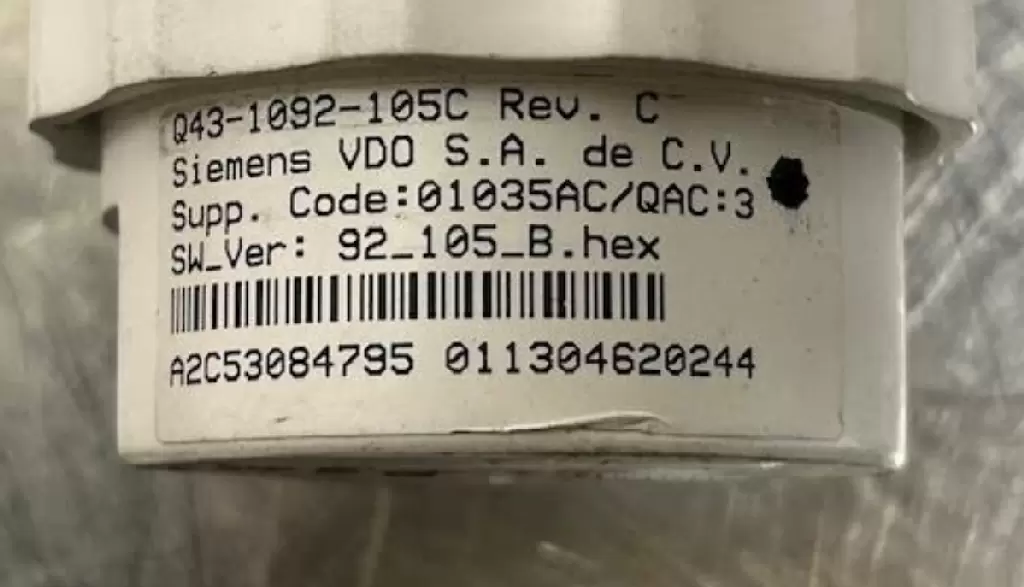 Q43-1092-105C Rev. C
Siemens VDO S.A. de C.V.
Supp. Code:01035AC/QAC:3
SW_Ver: 92_105_B.hex
A2C53084795 011304620244